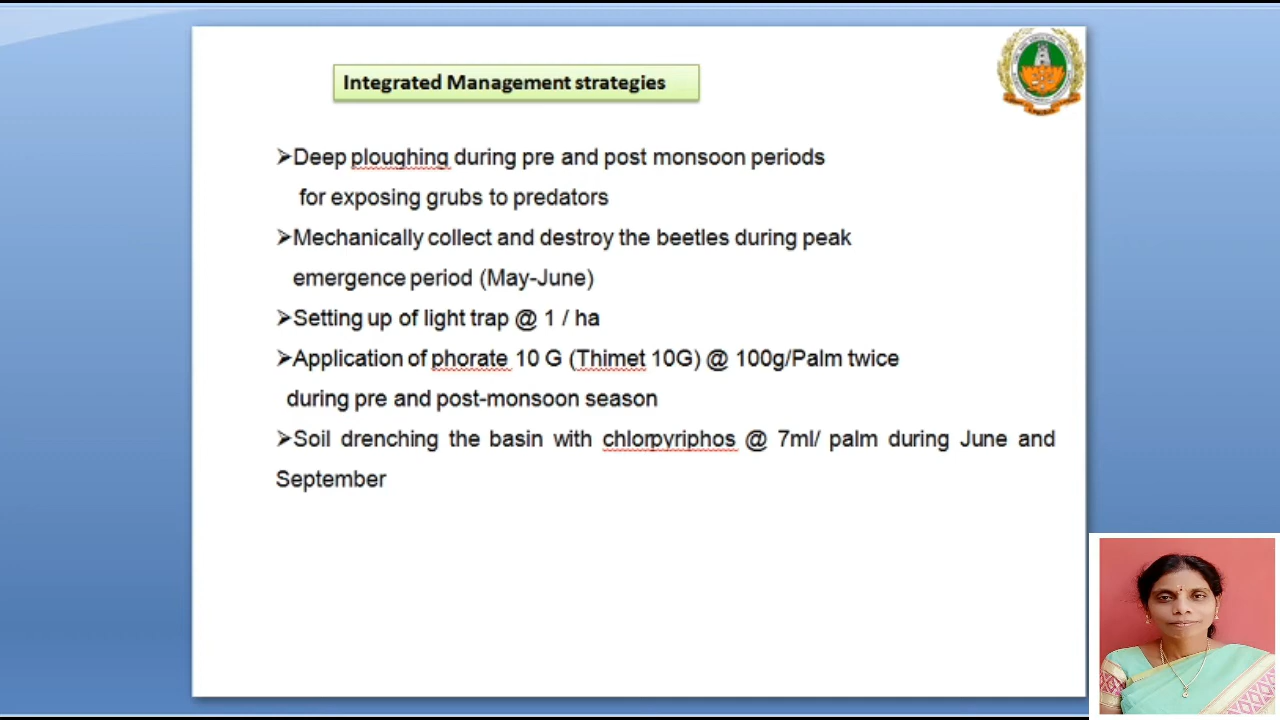 Integrated Management strategies
➢Deep ploughing during pre and post monsoon periods
for exposing grubs to predators
➢Mechanically collect and destroy the beetles during peak
emergence period (May-June)
➢Setting up of light trap @ 1 / ha
➢Application of phorate 10 G (Thimet 10G) @ 100g/Palm twice
during pre and post-monsoon season
➢Soil drenching the basin with chlorpyriphos @ 7ml/ palm during June and
September